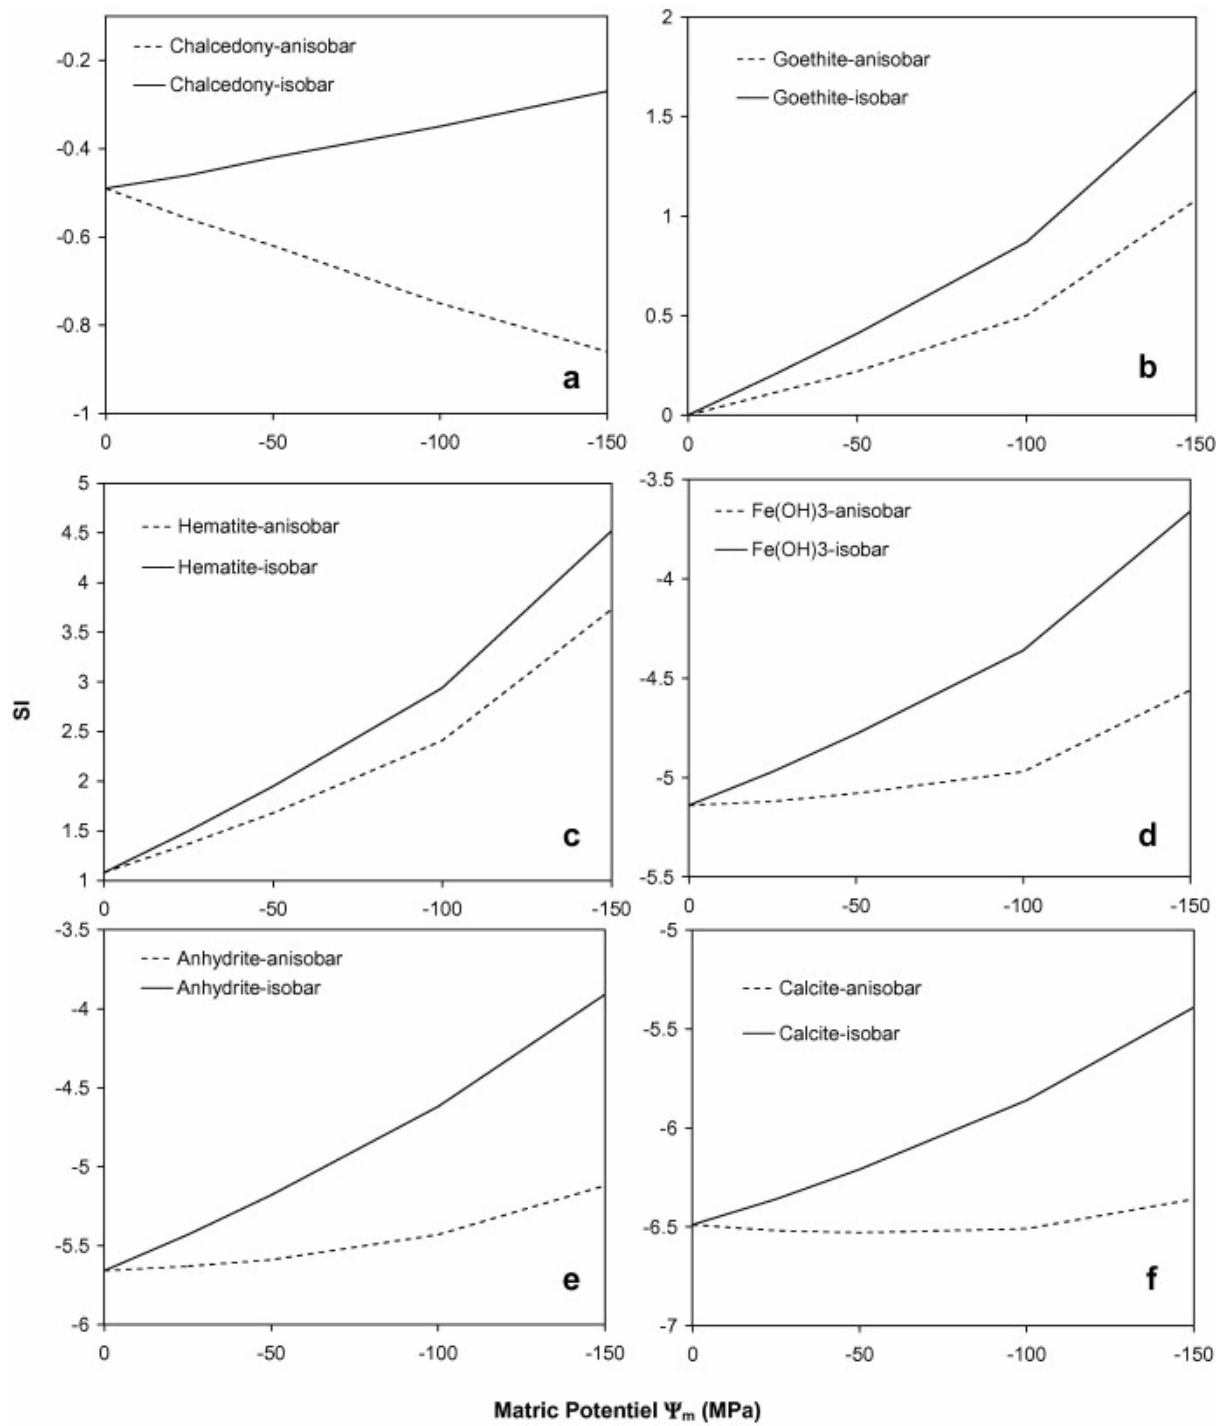 -0.2
-0.4
-0.6
-0.8
-1
Chalcedony-anisobar
Chalcedony-isobar
a
0 -50 -100 -150
2
1.5
1
0.5
0
Goethite-anisobar
Goethite-isobar
b
0 -50 -100 -150
5
4.5
4
3.5
3
2.5
2
1.5
1
Hematite-anisobar
Hematite-isobar
c
0 -50 -100 -150
-3.5
-4
-4.5
-5
-5.5
Fe(OH)3-anisobar
Fe(OH)3-isobar
d
0 -50 -100 -150
SI
-3.5
-4
-4.5
-5
-5.5
-6
Anhydrite-anisobar
Anhydrite-isobar
e
0 -50 -100 -150
-5
-5.5
-6
-6.5
-7
Calcite-anisobar
Calcite-isobar
f
0 -50 -100 -150
Matric Potentiel Ψm (MPa)